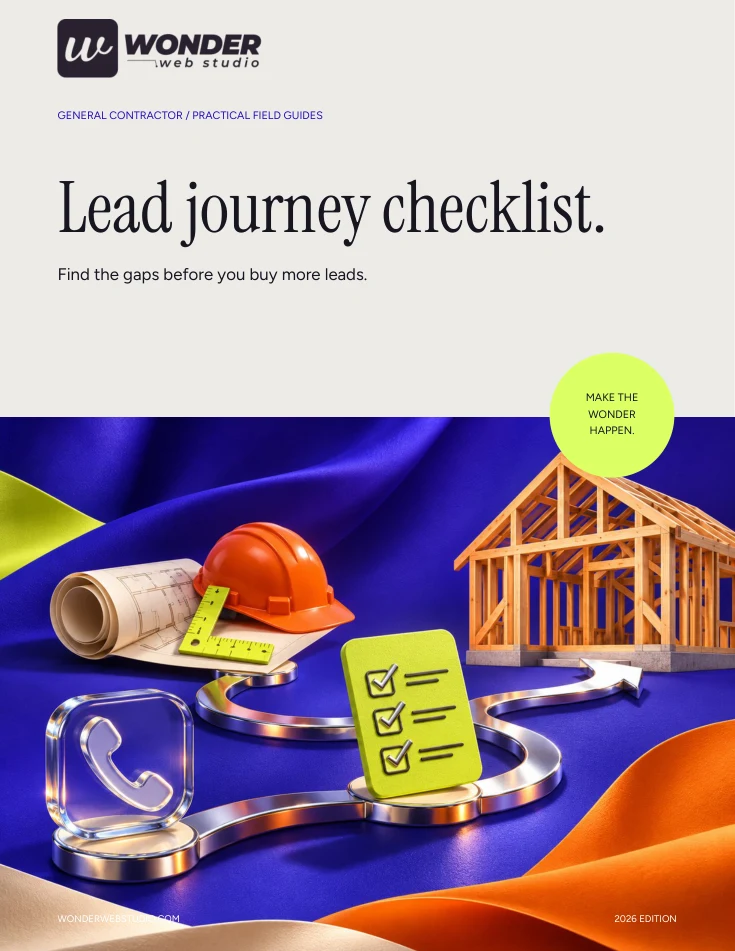 w WONDER
web studio
GENERAL CONTRACTOR / PRACTICAL FIELD GUIDES
Lead journey checklist.
Find the gaps before you buy more leads.
MAKE THE
WONDER
HAPPEN.
WONDERWEBSTUDIO.COM
2026 EDITION